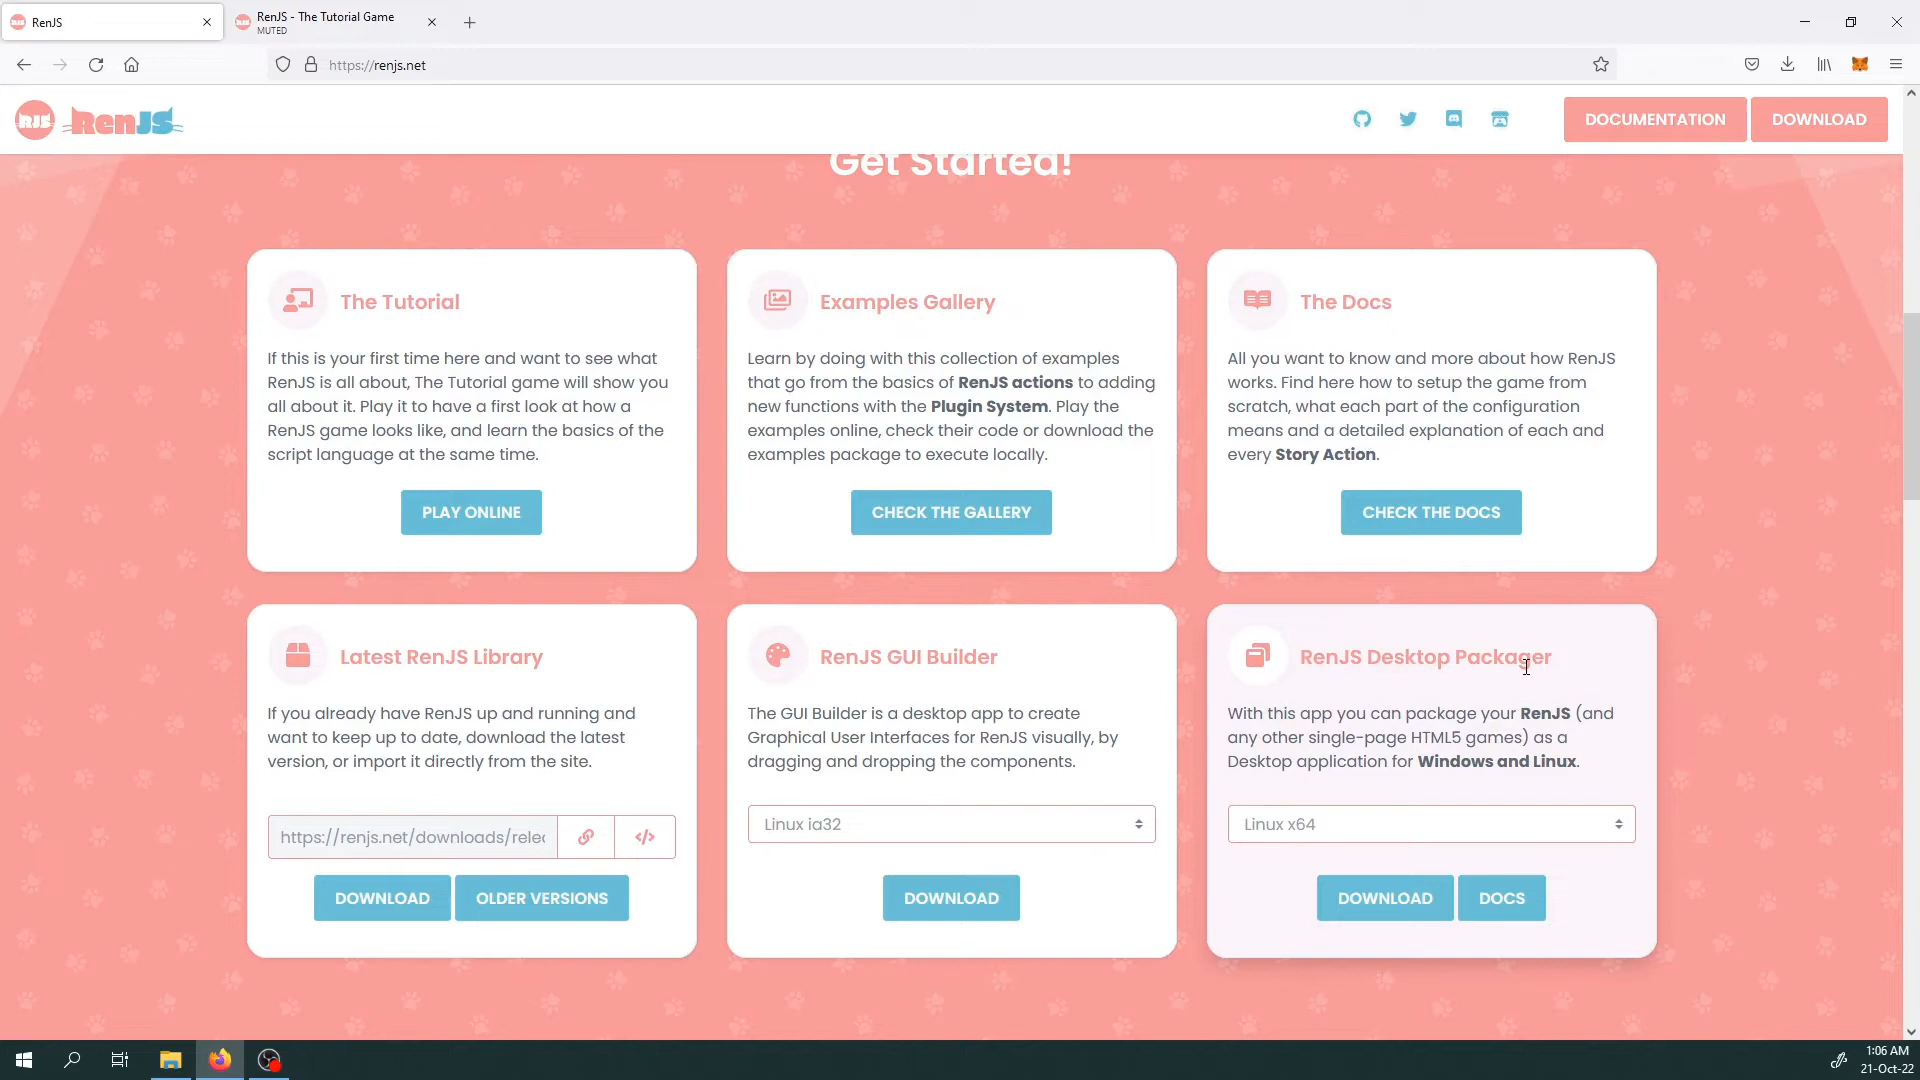 RenJS
RenJS - The Tutorial Game
MUTED
https://renjs.net
RJS
RenJS
DOCUMENTATION
DOWNLOAD
Get Started!
The Tutorial
If this is your first time here and want to see what
RenJS is all about, The Tutorial game will show you
all about it. Play it to have a first look at how a
RenJS game looks like, and learn the basics of the
script language at the same time.
PLAY ONLINE
Examples Gallery
Learn by doing with this collection of examples
that go from the basics of RenJS actions to adding
new functions with the Plugin System. Play the
examples online, check their code or download the
examples package to execute locally.
CHECK THE GALLERY
The Docs
All you want to know and more about how RenJS
works. Find here how to setup the game from
scratch, what each part of the configuration
means and a detailed explanation of each and
every Story Action.
CHECK THE DOCS
Latest RenJS Library
If you already have RenJS up and running and
want to keep up to date, download the latest
version, or import it directly from the site.
https://renjs.net/downloads/relea
DOWNLOAD
OLDER VERSIONS
RenJS GUI Builder
The GUI Builder is a desktop app to create
Graphical User Interfaces for RenJS visually, by
dragging and dropping the components.
Linux ia32
DOWNLOAD
RenJS Desktop Packager
With this app you can package your RenJS (and
any other single-page HTML5 games) as a
Desktop application for Windows and Linux.
Linux x64
DOWNLOAD
DOCS
1:06 AM
21-Oct-22